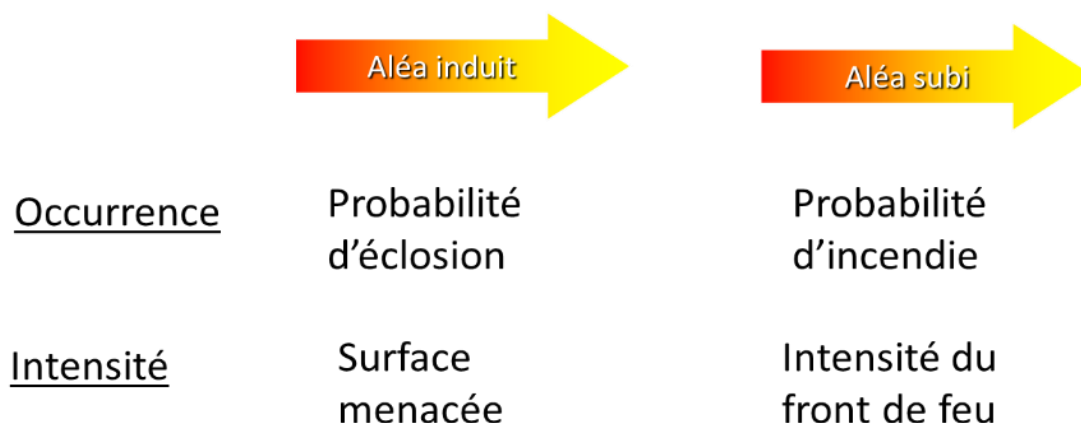 Aléa induit
Aléa subi
Occurrence
Probabilité
d’éclosion
Probabilité
d’incendie
Intensité
Surface
menacée
Intensité du
front de feu